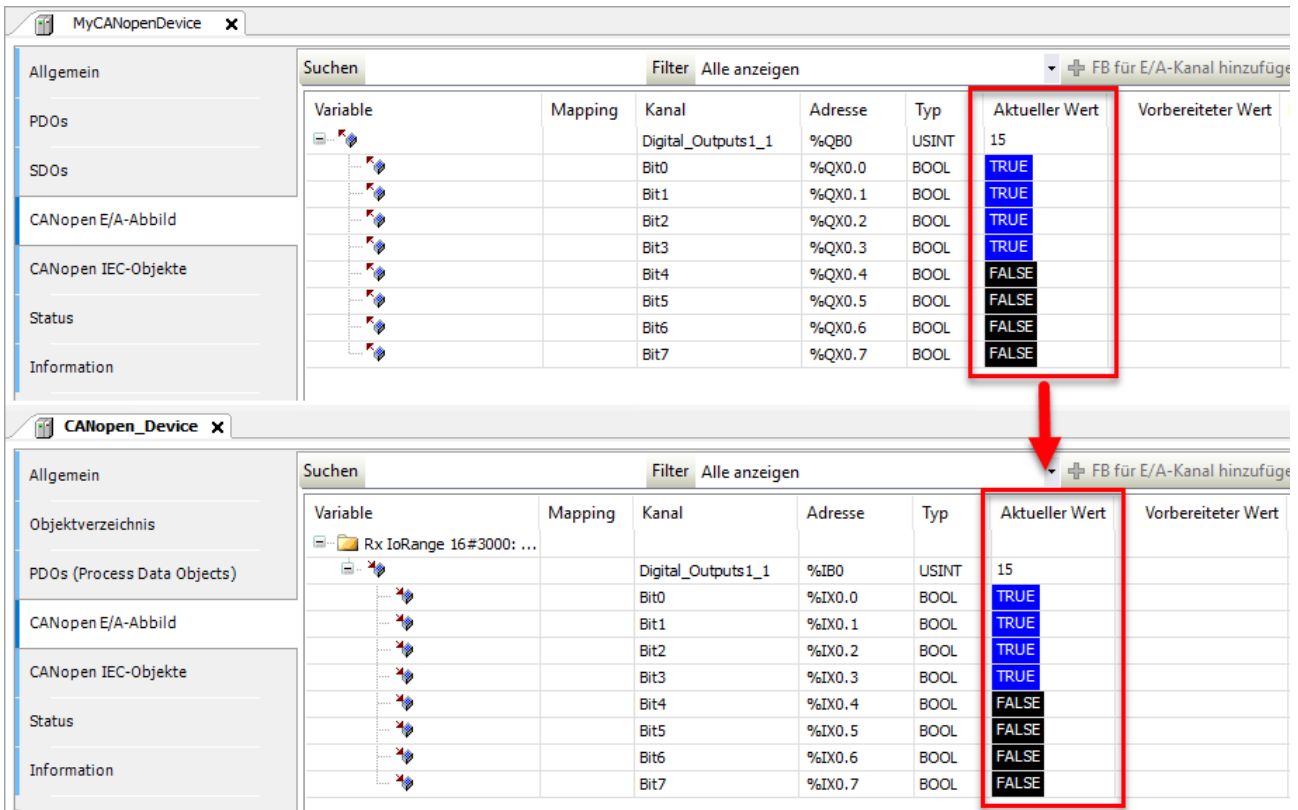 MyCANopenDevice x
Allgemein
PDOs
SDOs
CANopen E/A-Abbild
CANopen IEC-Objekte
Status
Information
Suchen Filter Alle anzeigen FB für E/A-Kanal hinzufüge
Variable Mapping Kanal Adresse Typ Aktueller Wert Vorbereiteter Wert
Digital_Outputs1_1 %QB0 USINT 15
Bit0 %QX0.0 BOOL TRUE
Bit1 %QX0.1 BOOL TRUE
Bit2 %QX0.2 BOOL TRUE
Bit3 %QX0.3 BOOL TRUE
Bit4 %QX0.4 BOOL FALSE
Bit5 %QX0.5 BOOL FALSE
Bit6 %QX0.6 BOOL FALSE
Bit7 %QX0.7 BOOL FALSE
CANopen_Device x
Allgemein
Objektverzeichnis
PDOs (Process Data Objects)
CANopen E/A-Abbild
CANopen IEC-Objekte
Status
Information
Suchen Filter Alle anzeigen FB für E/A-Kanal hinzufüge
Variable Mapping Kanal Adresse Typ Aktueller Wert Vorbereiteter Wert
Rx IoRange 16#3000: ...
Digital_Outputs1_1 %IB0 USINT 15
Bit0 %IX0.0 BOOL TRUE
Bit1 %IX0.1 BOOL TRUE
Bit2 %IX0.2 BOOL TRUE
Bit3 %IX0.3 BOOL TRUE
Bit4 %IX0.4 BOOL FALSE
Bit5 %IX0.5 BOOL FALSE
Bit6 %IX0.6 BOOL FALSE
Bit7 %IX0.7 BOOL FALSE